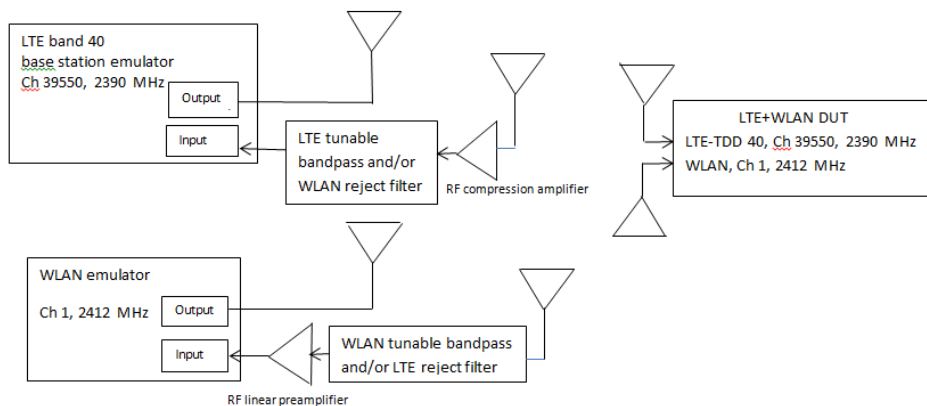 LTE band 40
base station emulator
Ch 39550, 2390 MHz
Output
Input
LTE tunable
bandpass and/or
WLAN reject filter
RF compression amplifier
LTE+WLAN DUT
LTE-TDD 40, Ch 39550, 2390 MHz
WLAN, Ch 1, 2412 MHz
WLAN emulator
Ch 1, 2412 MHz
Output
Input
RF linear preamplifier
WLAN tunable bandpass
and/or LTE reject filter